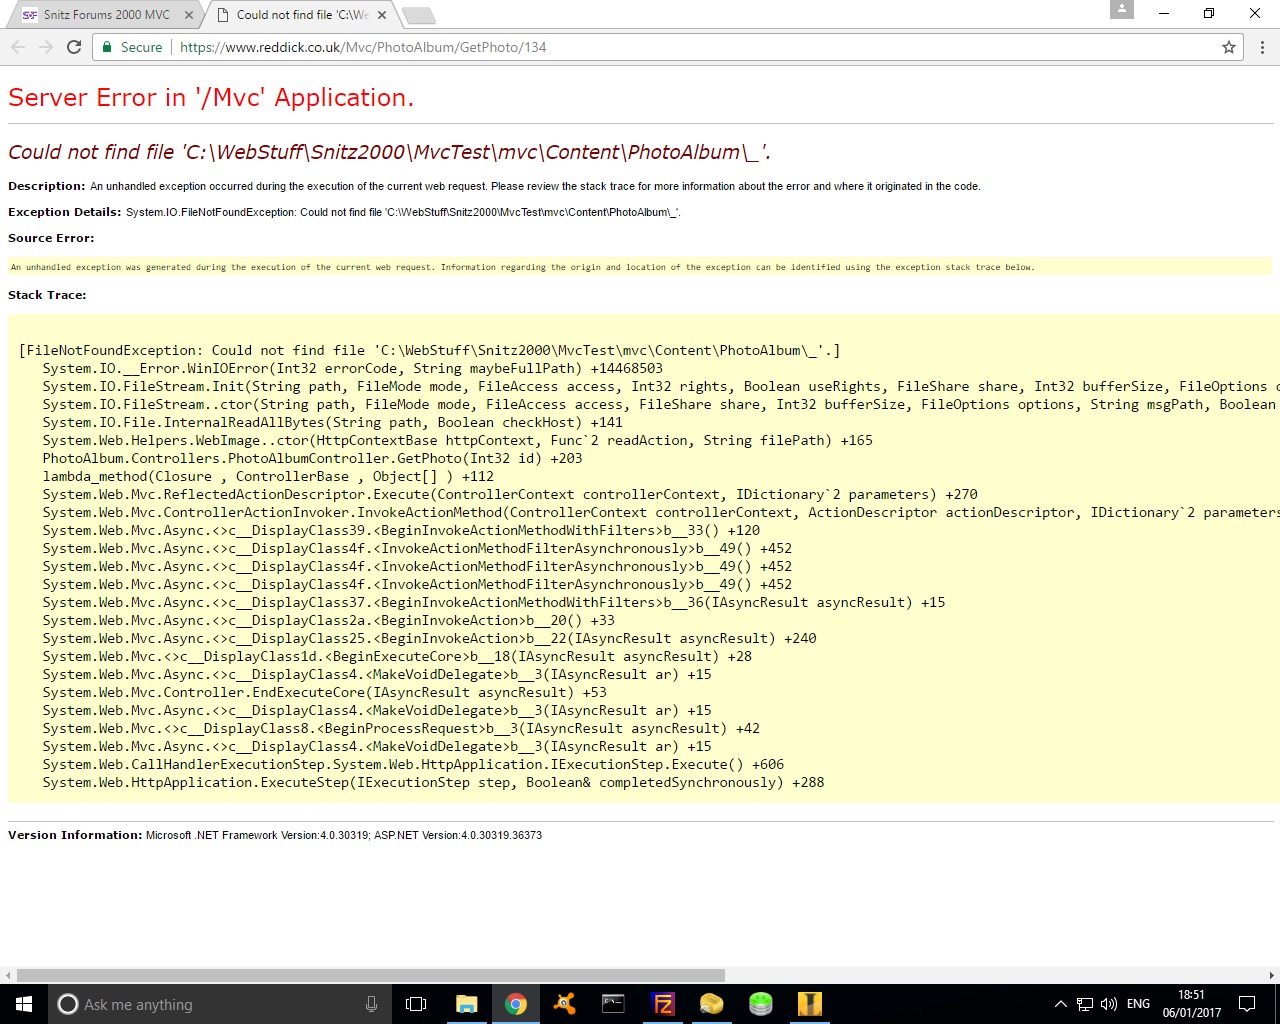 Snitz Forums 2000 MVC
Could not find file 'C:\We
Secure
https://www.reddick.co.uk/Mvc/PhotoAlbum/GetPhoto/134
Server Error in '/Mvc' Application.
Could not find file 'C:\WebStuff\Snitz2000\MvcTest\mvc\Content\PhotoAlbum\_'.
Description: An unhandled exception occurred during the execution of the current web request. Please review the stack trace for more information about the error and where it originated in the code.
Exception Details: System.IO.FileNotFoundException: Could not find file 'C:\WebStuff\Snitz2000\MvcTest\mvc\Content\PhotoAlbum\_'.
Source Error:
An unhandled exception was generated during the execution of the current web request. Information regarding the origin and location of the exception can be identified using the exception stack trace below.
Stack Trace:
[FileNotFoundException: Could not find file 'C:\WebStuff\Snitz2000\MvcTest\mvc\Content\PhotoAlbum\_'.]
System.IO.__Error.WinIOError(Int32 errorCode, String maybeFullPath) +14468503
System.IO.FileStream.Init(String path, FileMode mode, FileAccess access, Int32 rights, Boolean useRights, FileShare share, Int32 bufferSize, FileOptions
System.IO.FileStream..ctor(String path, FileMode mode, FileAccess access, FileShare share, Int32 bufferSize, FileOptions options, String msgPath, Boolean
System.IO.File.InternalReadAllBytes(String path, Boolean checkHost) +141
System.Web.Helpers.WebImage..ctor(HttpContextBase httpContext, Func`2 readAction, String filePath) +165
PhotoAlbum.Controllers.PhotoAlbumController.GetPhoto(Int32 id) +203
lambda_method(Closure , ControllerBase , Object[] ) +112
System.Web.Mvc.ReflectedActionDescriptor.Execute(ControllerContext controllerContext, IDictionary`2 parameters) +270
System.Web.Mvc.ControllerActionInvoker.InvokeActionMethod(ControllerContext controllerContext, ActionDescriptor actionDescriptor, IDictionary`2 parameters
System.Web.Mvc.Async.<>c__DisplayClass39.<BeginInvokeActionMethodWithFilters>b__33() +120
System.Web.Mvc.Async.<>c__DisplayClass4f.<InvokeActionMethodFilterAsynchronously>b__49() +452
System.Web.Mvc.Async.<>c__DisplayClass4f.<InvokeActionMethodFilterAsynchronously>b__49() +452
System.Web.Mvc.Async.<>c__DisplayClass4f.<InvokeActionMethodFilterAsynchronously>b__49() +452
System.Web.Mvc.Async.<>c__DisplayClass37.<BeginInvokeActionMethodWithFilters>b__36(IAsyncResult asyncResult) +15
System.Web.Mvc.Async.<>c__DisplayClass2a.<BeginInvokeAction>b__20() +33
System.Web.Mvc.Async.<>c__DisplayClass25.<BeginInvokeAction>b__22(IAsyncResult asyncResult) +240
System.Web.Mvc.<>c__DisplayClass1d.<BeginExecuteCore>b__18(IAsyncResult asyncResult) +28
System.Web.Mvc.Async.<>c__DisplayClass4.<MakeVoidDelegate>b__3(IAsyncResult ar) +15
System.Web.Mvc.Controller.EndExecuteCore(IAsyncResult asyncResult) +53
System.Web.Mvc.Async.<>c__DisplayClass4.<MakeVoidDelegate>b__3(IAsyncResult ar) +15
System.Web.Mvc.<>c__DisplayClass8.<BeginProcessRequest>b__3(IAsyncResult asyncResult) +42
System.Web.Mvc.Async.<>c__DisplayClass4.<MakeVoidDelegate>b__3(IAsyncResult ar) +15
System.Web.CallHandlerExecutionStep.System.Web.HttpApplication.IExecutionStep.Execute() +606
System.Web.HttpApplication.ExecuteStep(IExecutionStep step, Boolean& completedSynchronously) +288
Version Information: Microsoft .NET Framework Version:4.0.30319; ASP.NET Version:4.0.30319.36373
Ask me anything
ENG
18:51
06/01/2017